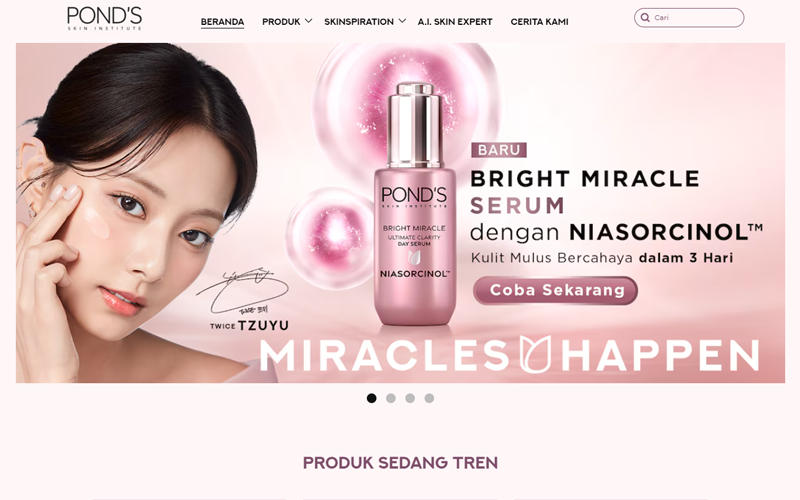 POND'S
SKIN INSTITUTE
BERANDA
PRODUK
SKINSPIRATION
A.I. SKIN EXPERT
CERITA KAMI
Cari
POND'S
SKIN INSTITUTE
BRIGHT MIRACLE
ULTIMATE CLARITY
DAY SERUM
NIASORCINOL™
BARU
BRIGHT MIRACLE
SERUM
dengan NIASORCINOL™
Kulit Mulus Bercahaya dalam 3 Hari
Coba Sekarang
TWICE TZUYU
MIRACLES HAPPEN
PRODUK SEDANG TREN